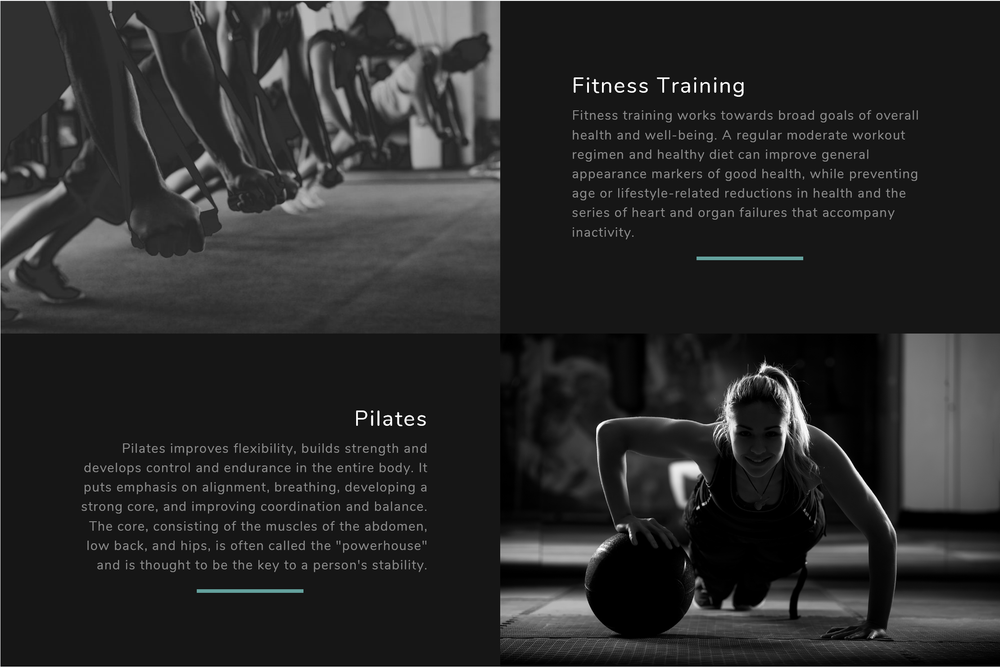 Fitness Training
Fitness training works towards broad goals of overall
health and well-being. A regular moderate workout
regimen and healthy diet can improve general
appearance markers of good health, while preventing
age or lifestyle-related reductions in health and the
series of heart and organ failures that accompany
inactivity.
Pilates
Pilates improves flexibility, builds strength and
develops control and endurance in the entire body. It
puts emphasis on alignment, breathing, developing a
strong core, and improving coordination and balance.
The core, consisting of the muscles of the abdomen,
low back, and hips, is often called the "powerhouse"
and is thought to be the key to a person's stability.